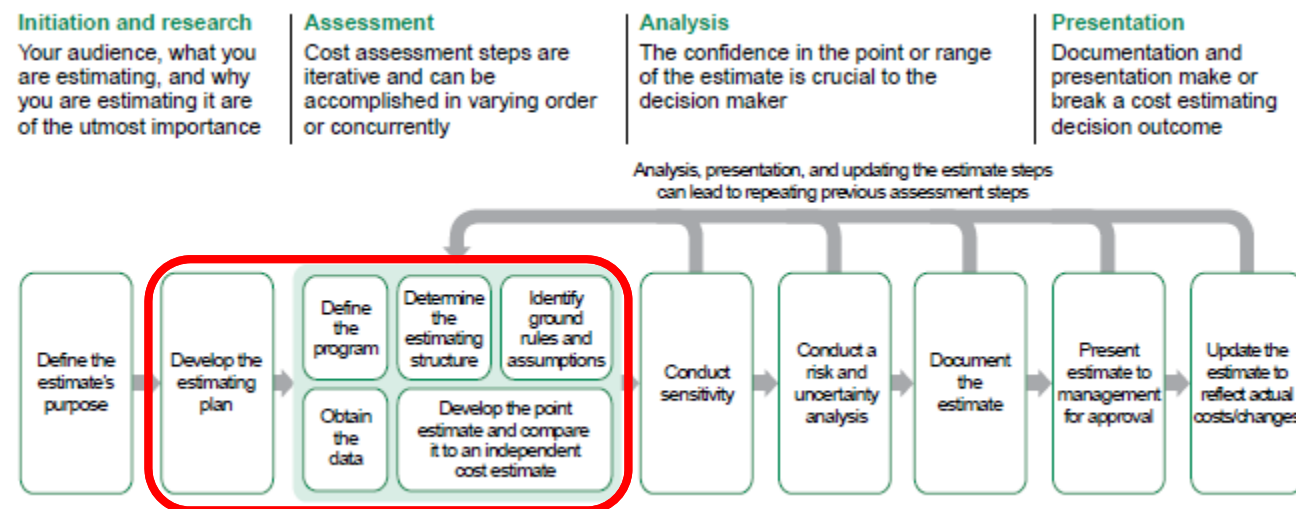 Initiation and research
Your audience, what you
are estimating, and why
you are estimating it are
of the utmost importance
Assessment
Cost assessment steps are
iterative and can be
accomplished in varying order
or concurrently
Analysis
The confidence in the point or range
of the estimate is crucial to the
decision maker
Presentation
Documentation and
presentation make or
break a cost estimating
decision outcome
Analysis, presentation, and updating the estimate steps
can lead to repeating previous assessment steps
Define the
estimate's
purpose
Develop the
estimating
plan
Define
the
program
Determine
the
estimating
structure
Identify
ground
rules and
assumptions
Obtain
the
data
Develop the point
estimate and compare
it to an independent
cost estimate
Conduct
sensitivity
Conduct a
risk and
uncertainty
analysis
Document
the
estimate
Present
estimate to
management
for approval
Update the
estimate to
reflect actual
costs/changes